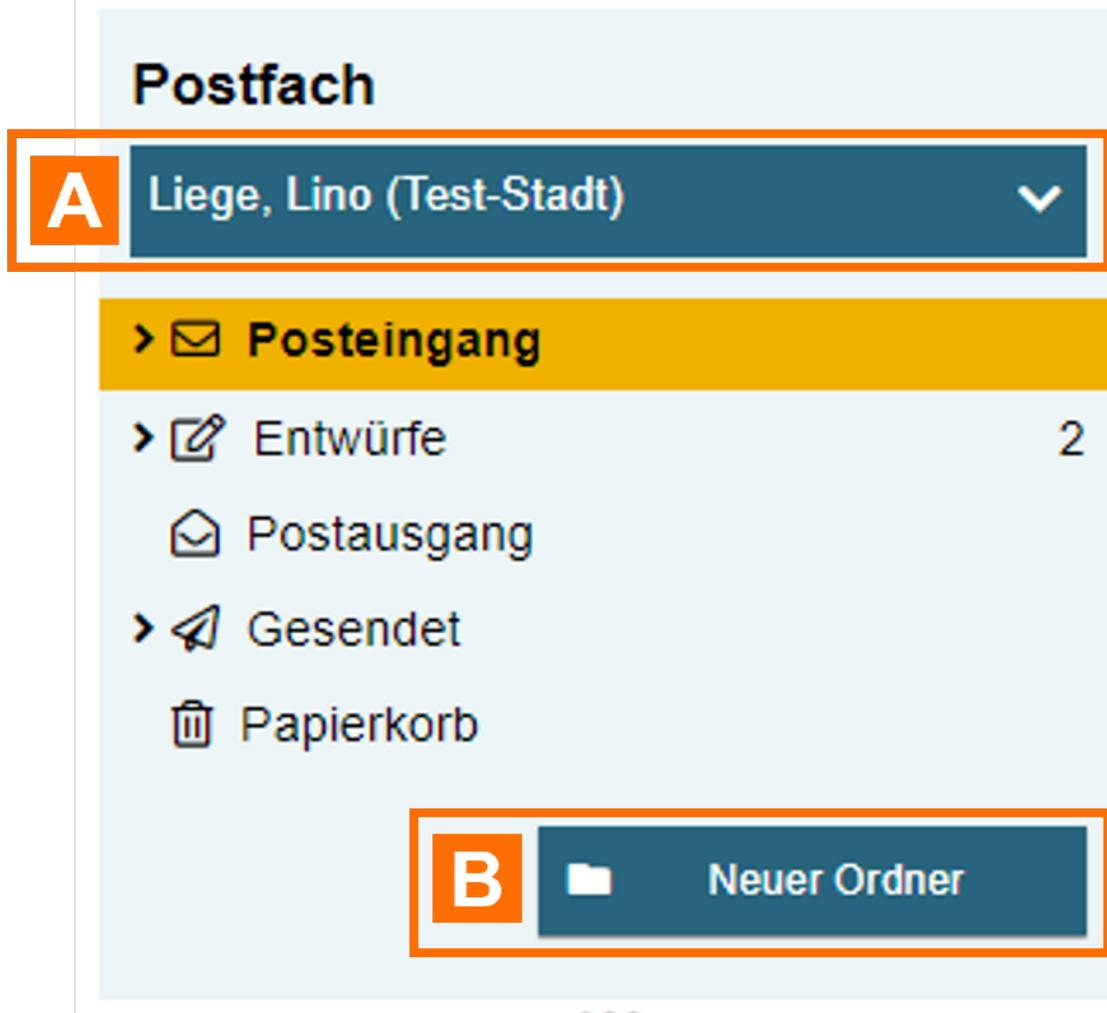 Postfach
A
Liege, Lino (Test-Stadt)
Posteingang
Entwürfe 2
Postausgang
Gesendet
Papierkorb
B
Neuer Ordner